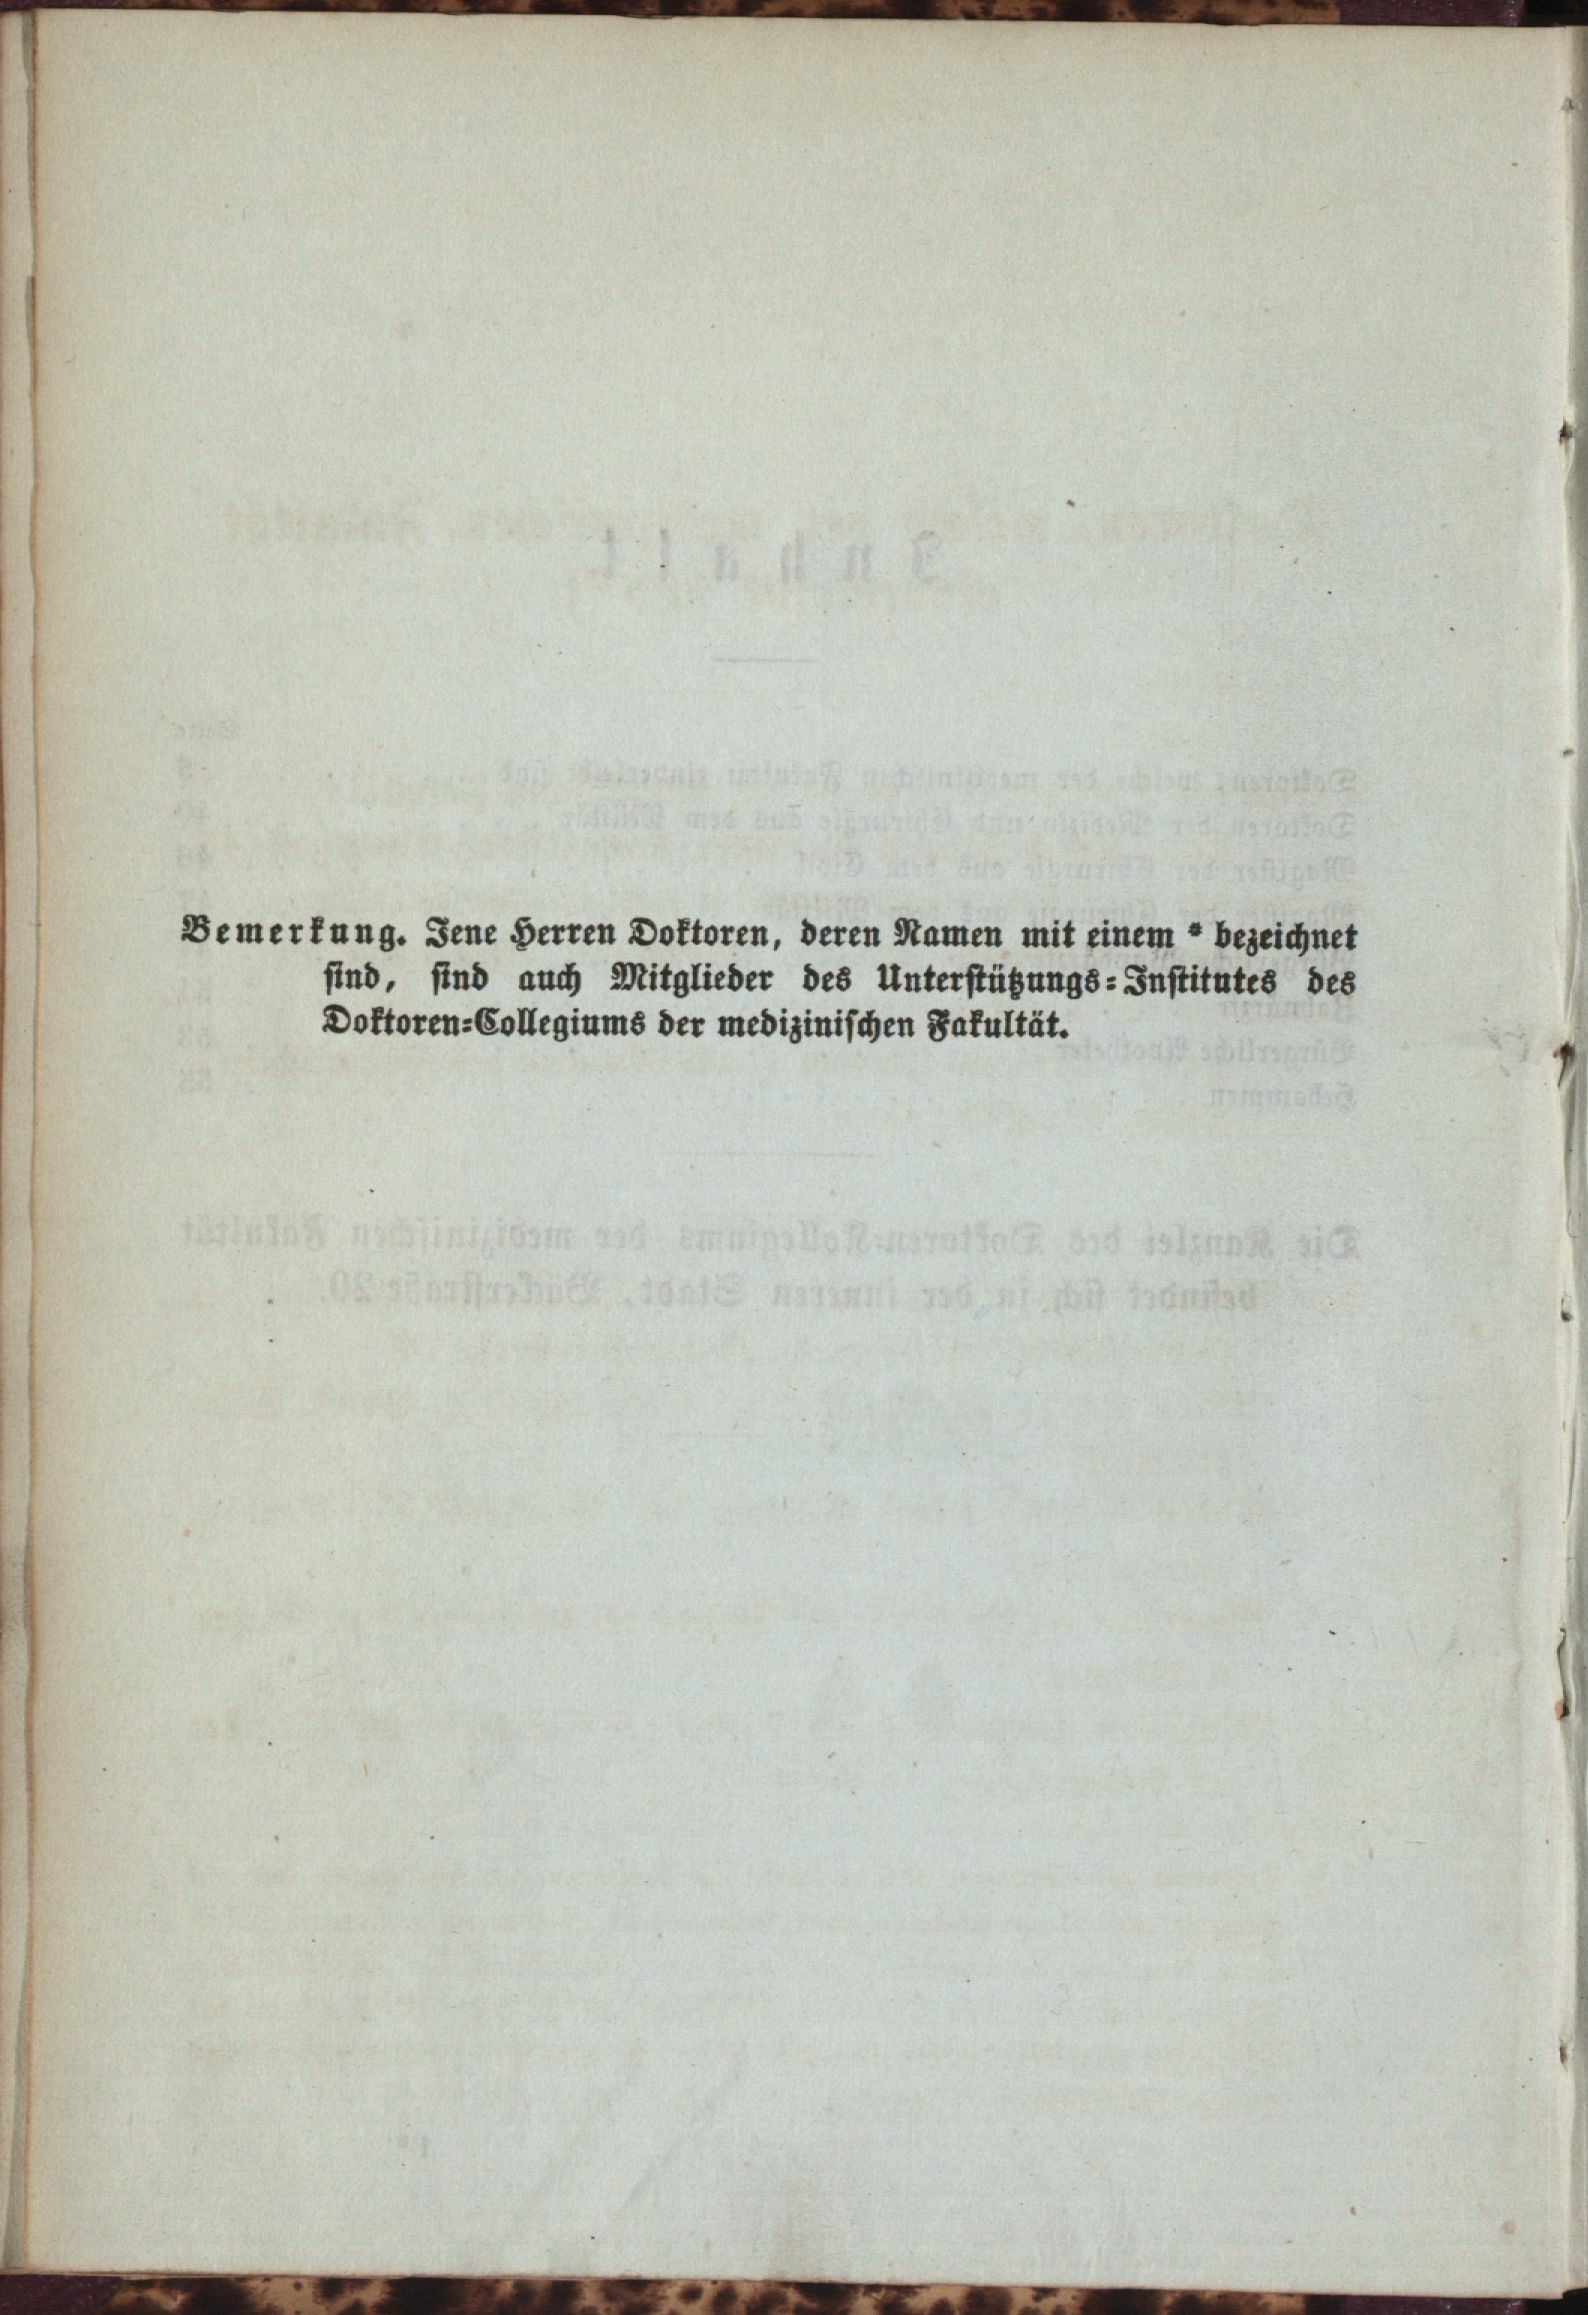 Bemerkung. Jene Herren Doktoren, deren Namen mit einem * bezeichnet
sind, sind auch Mitglieder des Unterstützungs-Institutes des
Doktoren-Collegiums der medizinischen Fakultät.